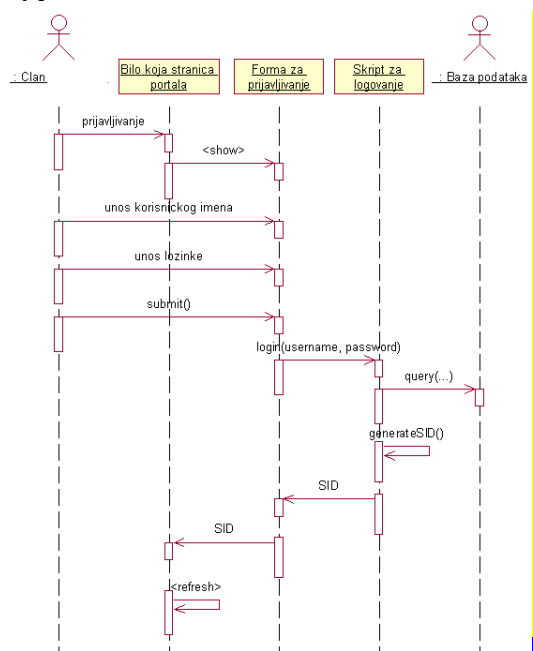 : Clan
Bilo koja stranica
portala
Forma za
prijavljivanje
Skript za
logovanje
: Baza podataka
prijavljivanje
<show>
unos korisnickog imena
unos lozinke
submit()
login(username, password)
query(...)
generateSID()
SID
SID
<refresh>